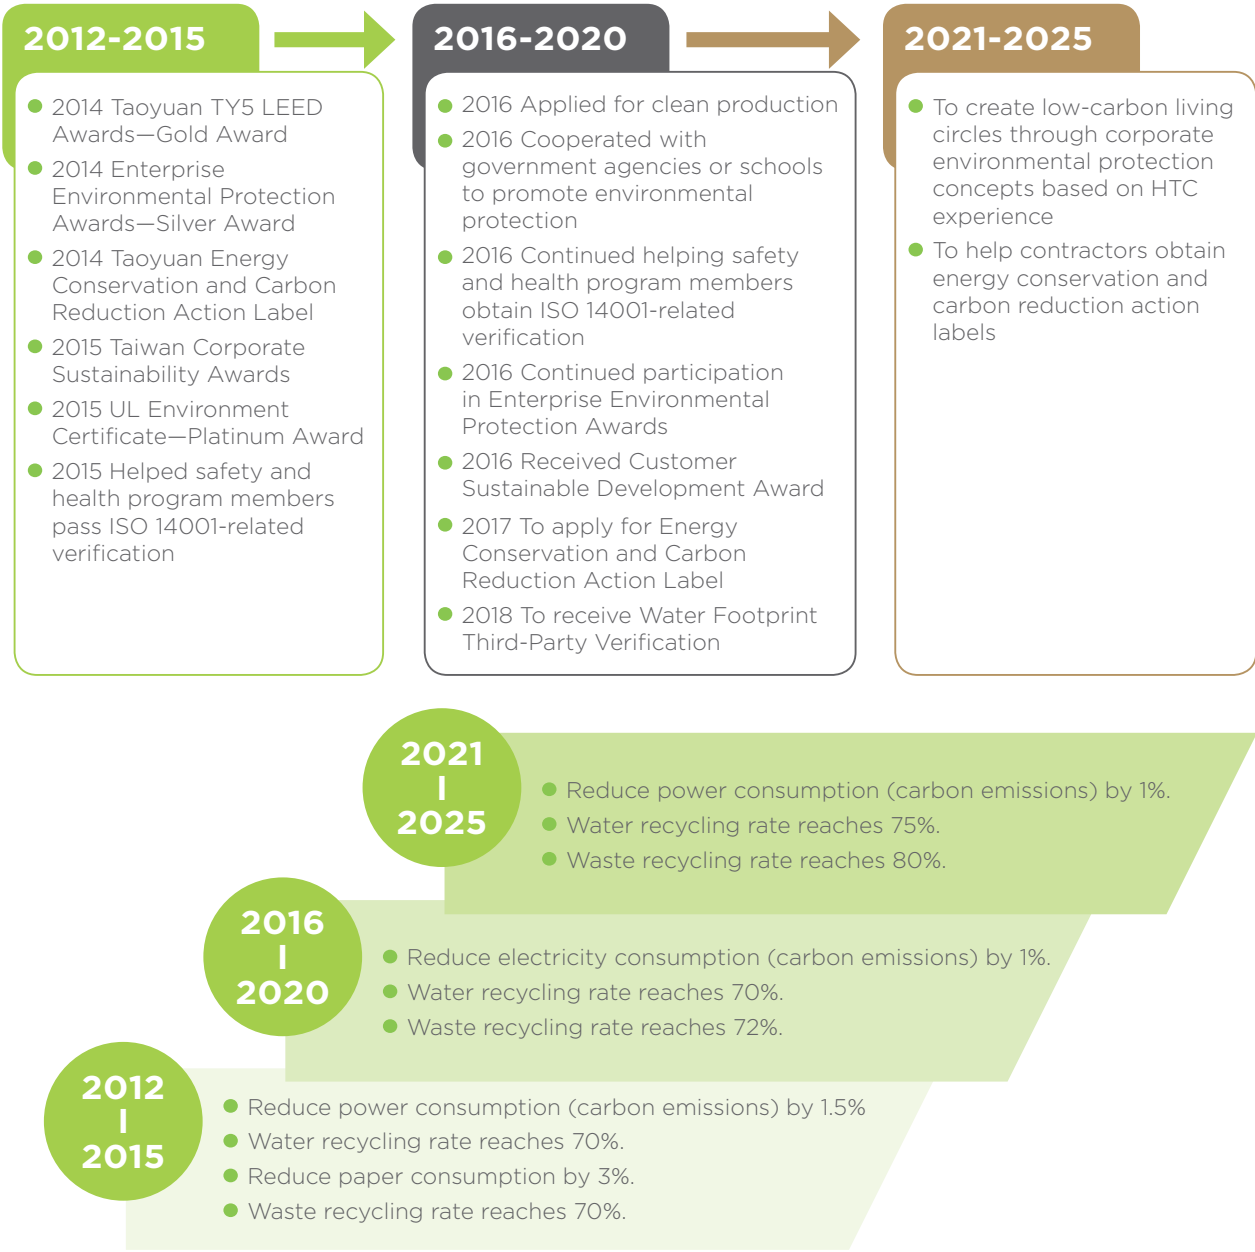 2012-2015
2014 Taoyuan TY5 LEED
Awards—Gold Award
2014 Enterprise
Environmental Protection
Awards—Silver Award
2014 Taoyuan Energy
Conservation and Carbon
Reduction Action Label
2015 Taiwan Corporate
Sustainability Awards
2015 UL Environment
Certificate—Platinum Award
2015 Helped safety and
health program members
pass ISO 14001-related
verification
2016-2020
2016 Applied for clean production
2016 Cooperated with
government agencies or schools
to promote environmental
protection
2016 Continued helping safety
and health program members
obtain ISO 14001-related
verification
2016 Continued participation
in Enterprise Environmental
Protection Awards
2016 Received Customer
Sustainable Development Award
2017 To apply for Energy
Conservation and Carbon
Reduction Action Label
2018 To receive Water Footprint
Third-Party Verification
2021-2025
To create low-carbon living
circles through corporate
environmental protection
concepts based on HTC
experience
To help contractors obtain
energy conservation and
carbon reduction action
labels
2021
|
2025
Reduce power consumption (carbon emissions) by 1%.
Water recycling rate reaches 75%.
Waste recycling rate reaches 80%.
2016
|
2020
Reduce electricity consumption (carbon emissions) by 1%.
Water recycling rate reaches 70%.
Waste recycling rate reaches 72%.
2012
|
2015
Reduce power consumption (carbon emissions) by 1.5%
Water recycling rate reaches 70%.
Reduce paper consumption by 3%.
Waste recycling rate reaches 70%.